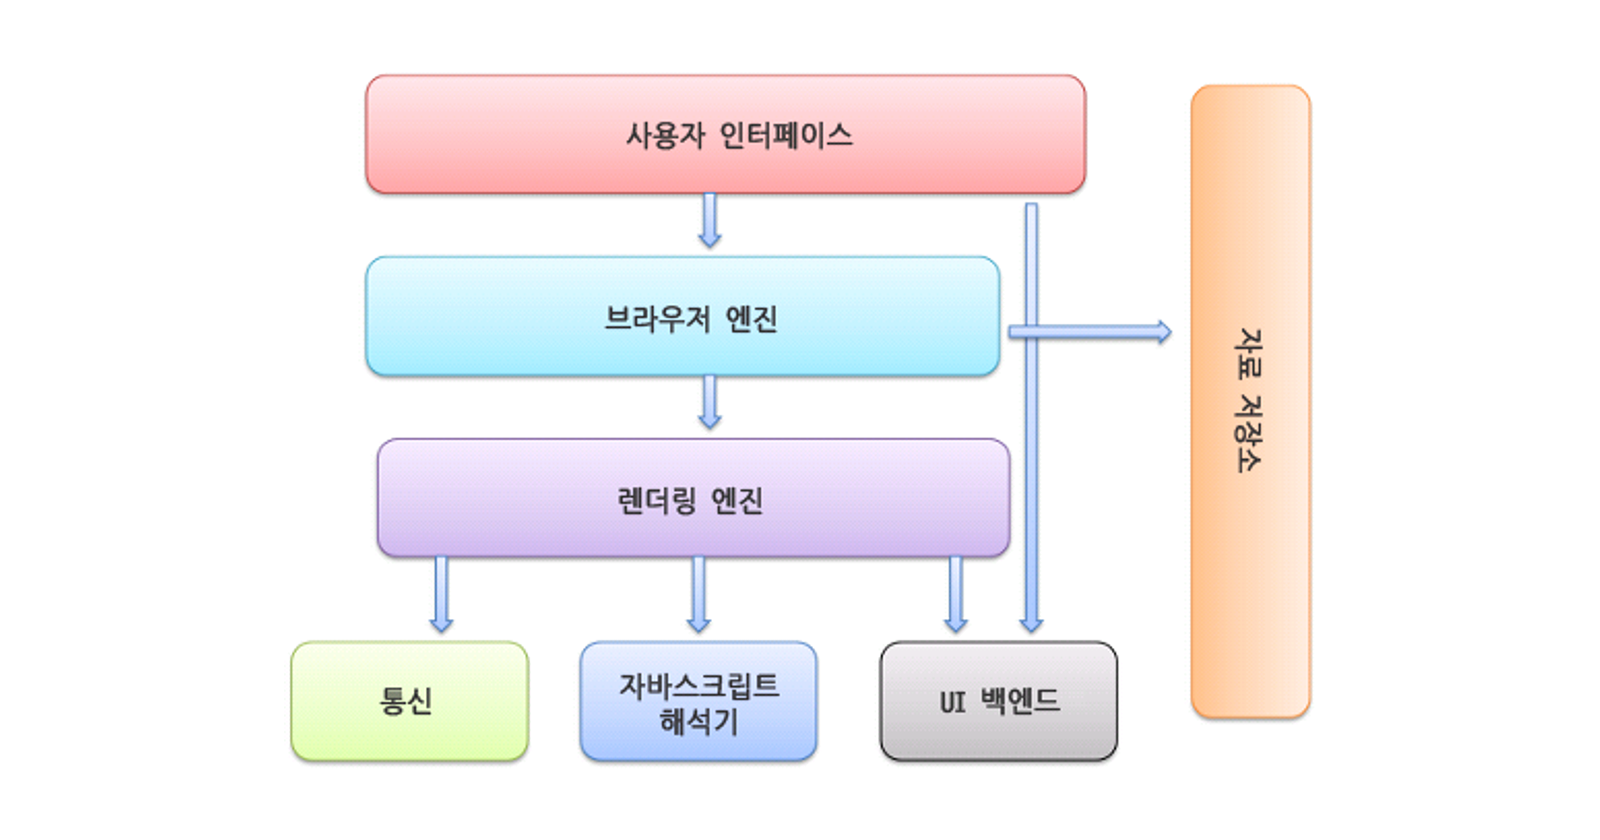 사용자 인터페이스
브라우저 엔진
렌더링 엔진
통신
자바스크립트
해석기
UI 백엔드
자료 저장소